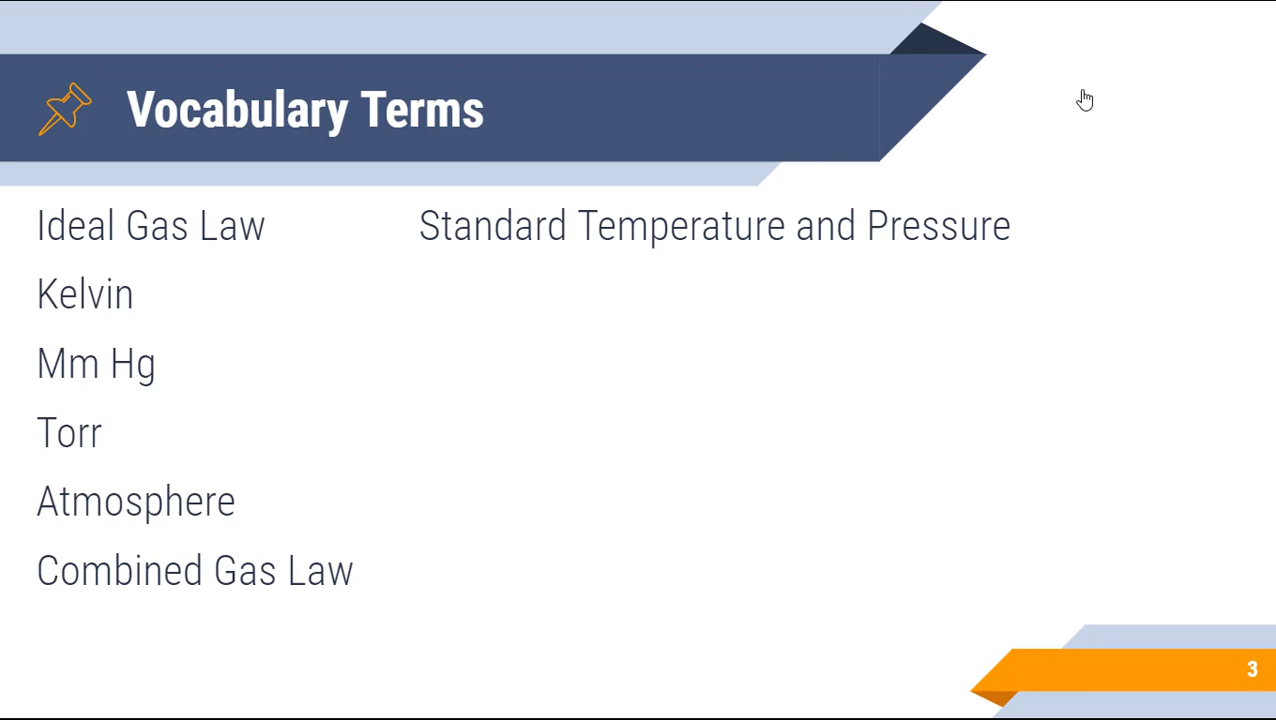 Vocabulary Terms
Ideal Gas Law
Kelvin
Mm Hg
Torr
Atmosphere
Combined Gas Law
Standard Temperature and Pressure
3